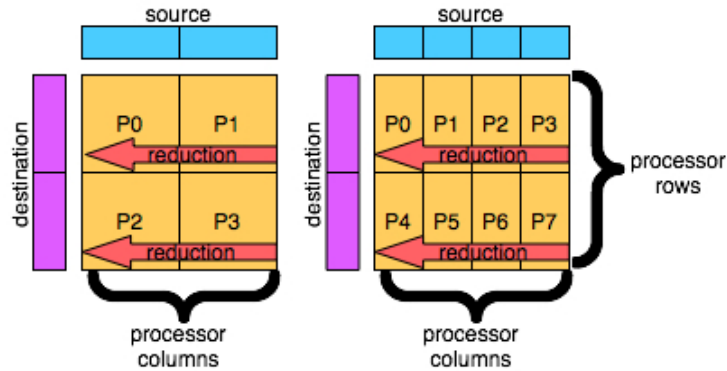 source
destination
P0 P1
reduction
P2 P3
reduction
processor
columns
source
destination
P0 P1 P2 P3
reduction
P4 P5 P6 P7
reduction
processor
columns
processor
rows